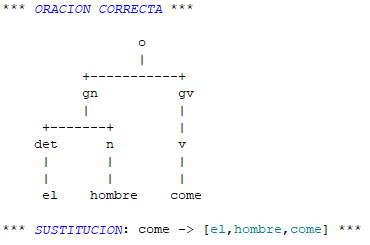 *** ORACION CORRECTA ***
o
|
+-----------+
gn gv
| |
+-------+ |
det n v
| | |
| | |
el hombre come
*** SUSTITUCION: come -> [el,hombre,come] ***